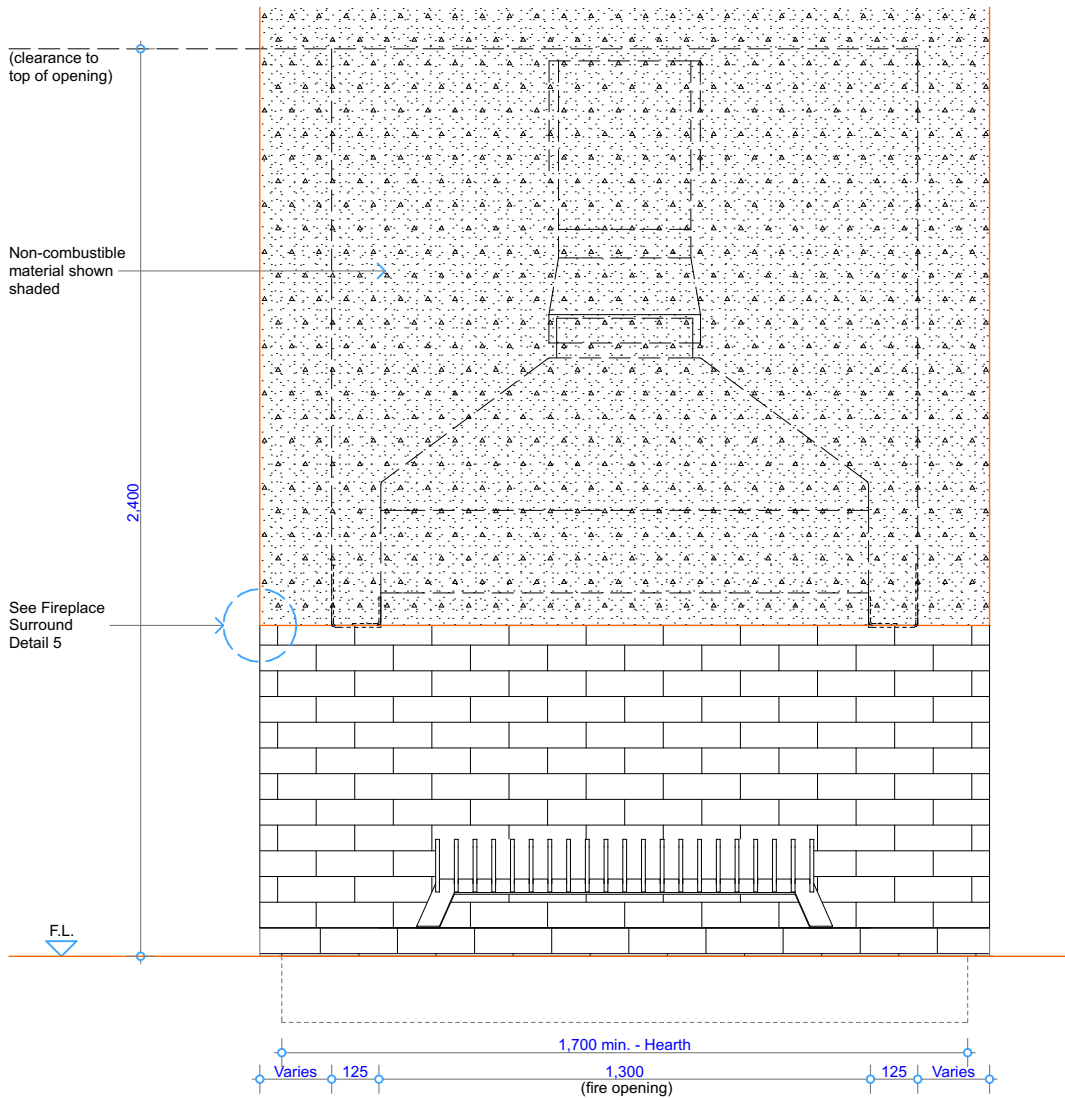 (clearance to
top of opening)
Non-combustible
material shown
shaded
2,400
See Fireplace
Surround
Detail 5
F.L.
1,700 min. - Hearth
Varies 125 1,300 125 Varies
(fire opening)